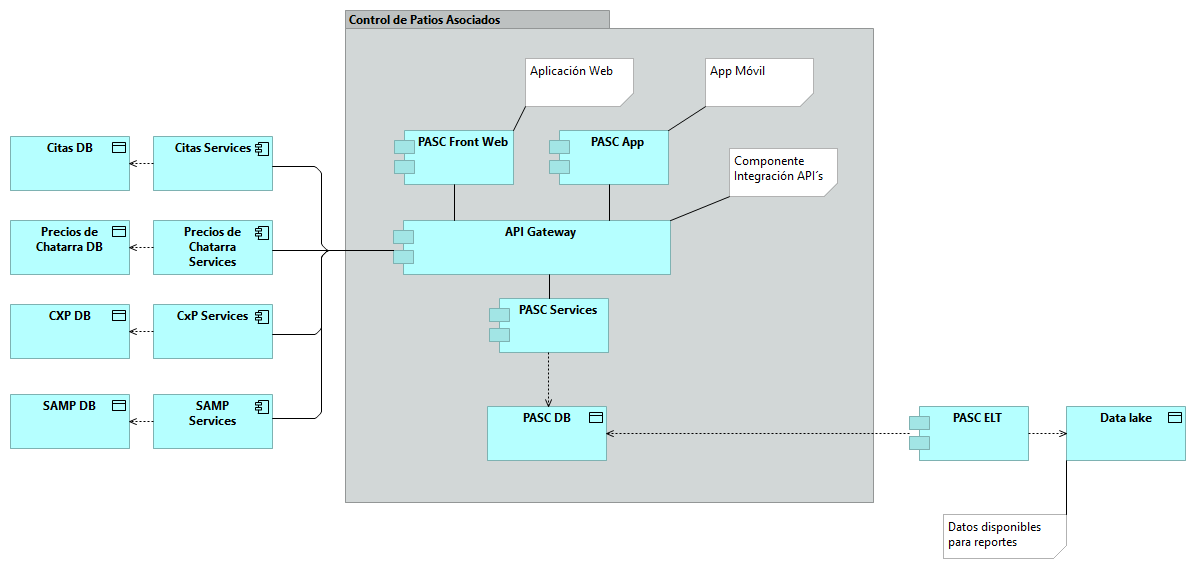 Control de Patios Asociados
Aplicación Web
App Móvil
PASC Front Web
PASC App
Citas DB
Citas Services
Componente
Integración API´s
Precios de
Chatarra DB
Precios de
Chatarra
Services
API Gateway
CXP DB
CxP Services
PASC Services
SAMP DB
SAMP
Services
PASC DB
PASC ELT
Data lake
Datos disponibles
para reportes